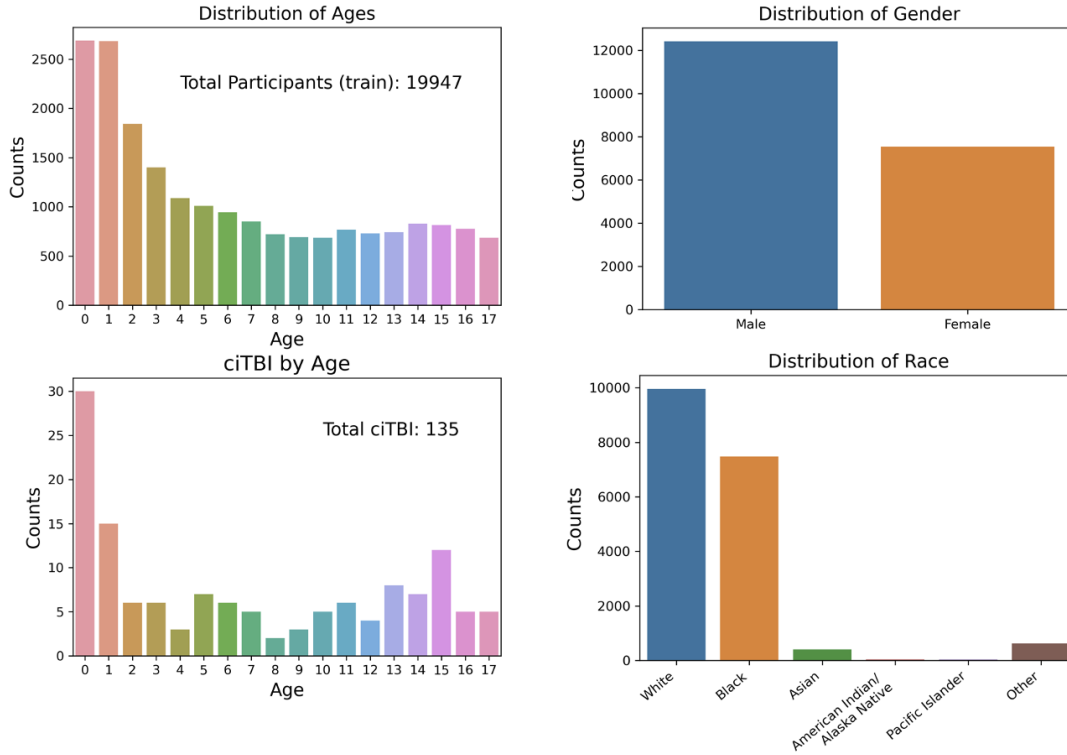 Distribution of Ages
Total Participants (train): 19947
Counts
2500
2000
1500
1000
500
0
0 1 2 3 4 5 6 7 8 9 10 11 12 13 14 15 16 17
Age
Distribution of Gender
Counts
12000
10000
8000
6000
4000
2000
0
Male Female
ciTBI by Age
Total ciTBI: 135
Counts
30
25
20
15
10
5
0
0 1 2 3 4 5 6 7 8 9 10 11 12 13 14 15 16 17
Age
Distribution of Race
Counts
10000
8000
6000
4000
2000
0
White
Black
Asian
American Indian/
Alaska Native
Pacific Islander
Other